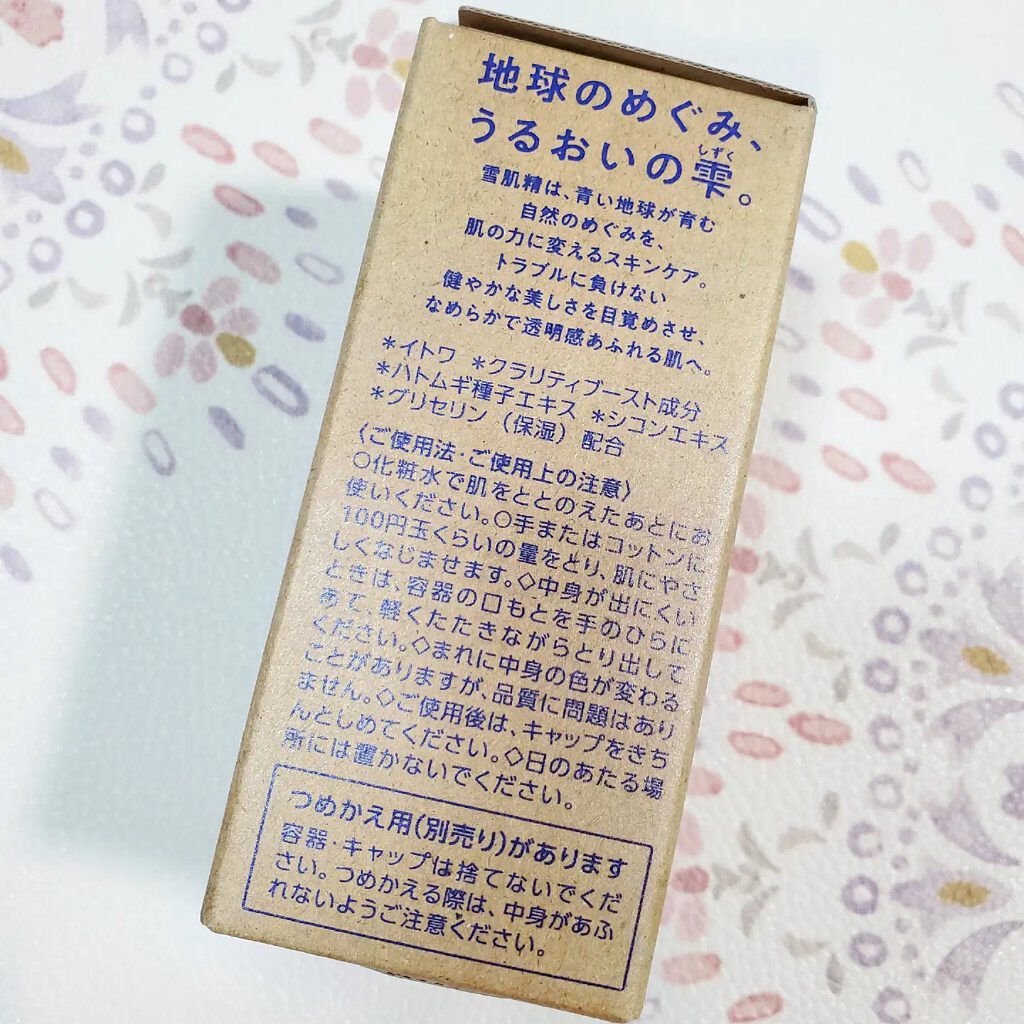 地球のめぐみ、
うるおいの雫。
しずく
雪肌精は、青い地球が育む
自然のめぐみを、
肌の力に変えるスキンケア。
トラブルに負けない
健やかな美しさを目覚めさせ、
なめらかで透明感あふれる肌へ。
*イトワ *クラリティブースト成分
*ハトムギ種子エキス *シコンエキス
*グリセリン（保湿）配合
〈ご使用法・ご使用上の注意〉
○化粧水で肌をととのえたあとにお
使いください。○手またはコットンに
100円玉くらいの量をとり、肌にやさ
しくなじませます。◇中身が出にくい
ときは、容器の口もとを手のひらに
あて、軽くたたきながらとり出して
ください。◇まれに中身の色が変わる
ことがありますが、品質に問題はあり
ません。◇ご使用後は、キャップをきち
んとしめてください。◇日のあたる場
所には置かないでください。
つめかえ用(別売り)があります
容器・キャップは捨てないでくだ
さい。つめかえる際は、中身があふ
れないようご注意ください。